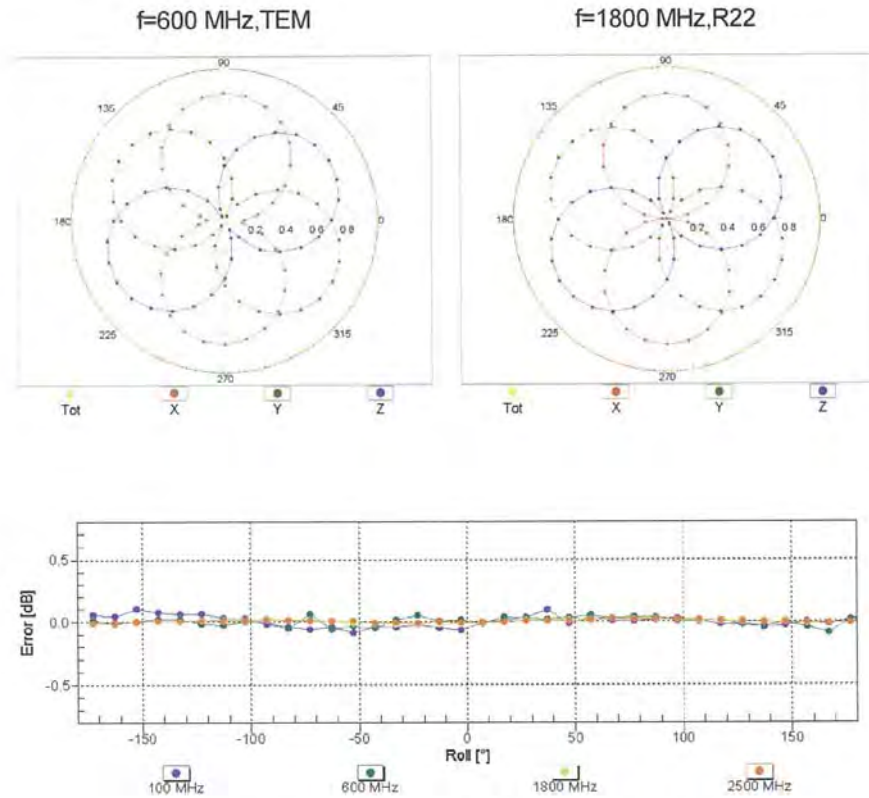 f=600 MHz,TEM
f=1800 MHz,R22
90
135
45
180
0.2 0.4 0.6 0.8
0
225
315
270
Tot X Y Z
90
135
45
180
0.2 0.4 0.6 0.8
0
225
315
270
Tot X Y Z
Error [dB]
0.5
0.0
-0.5
-150 -100 -50 0 50 100 150
Roll [°]
100 MHz 600 MHz 1800 MHz 2500 MHz